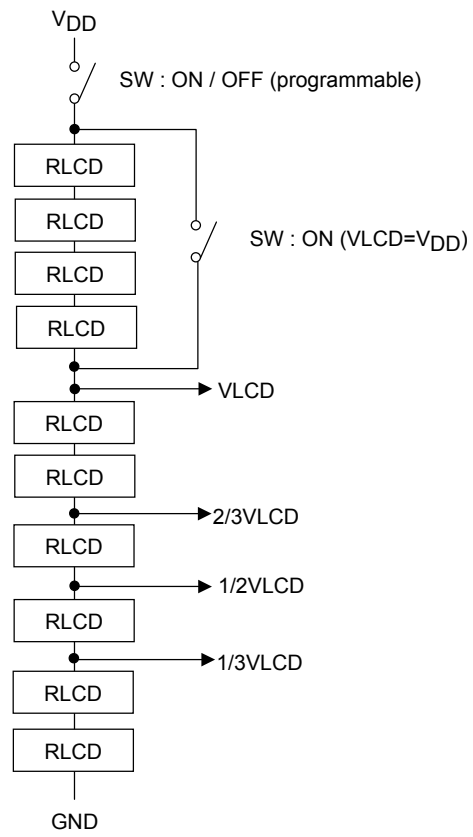 VDD
SW : ON / OFF (programmable)
RLCD
RLCD
RLCD
SW : ON (VLCD=VDD)
RLCD
VLCD
RLCD
RLCD
2/3VLCD
RLCD
1/2VLCD
RLCD
1/3VLCD
RLCD
RLCD
GND